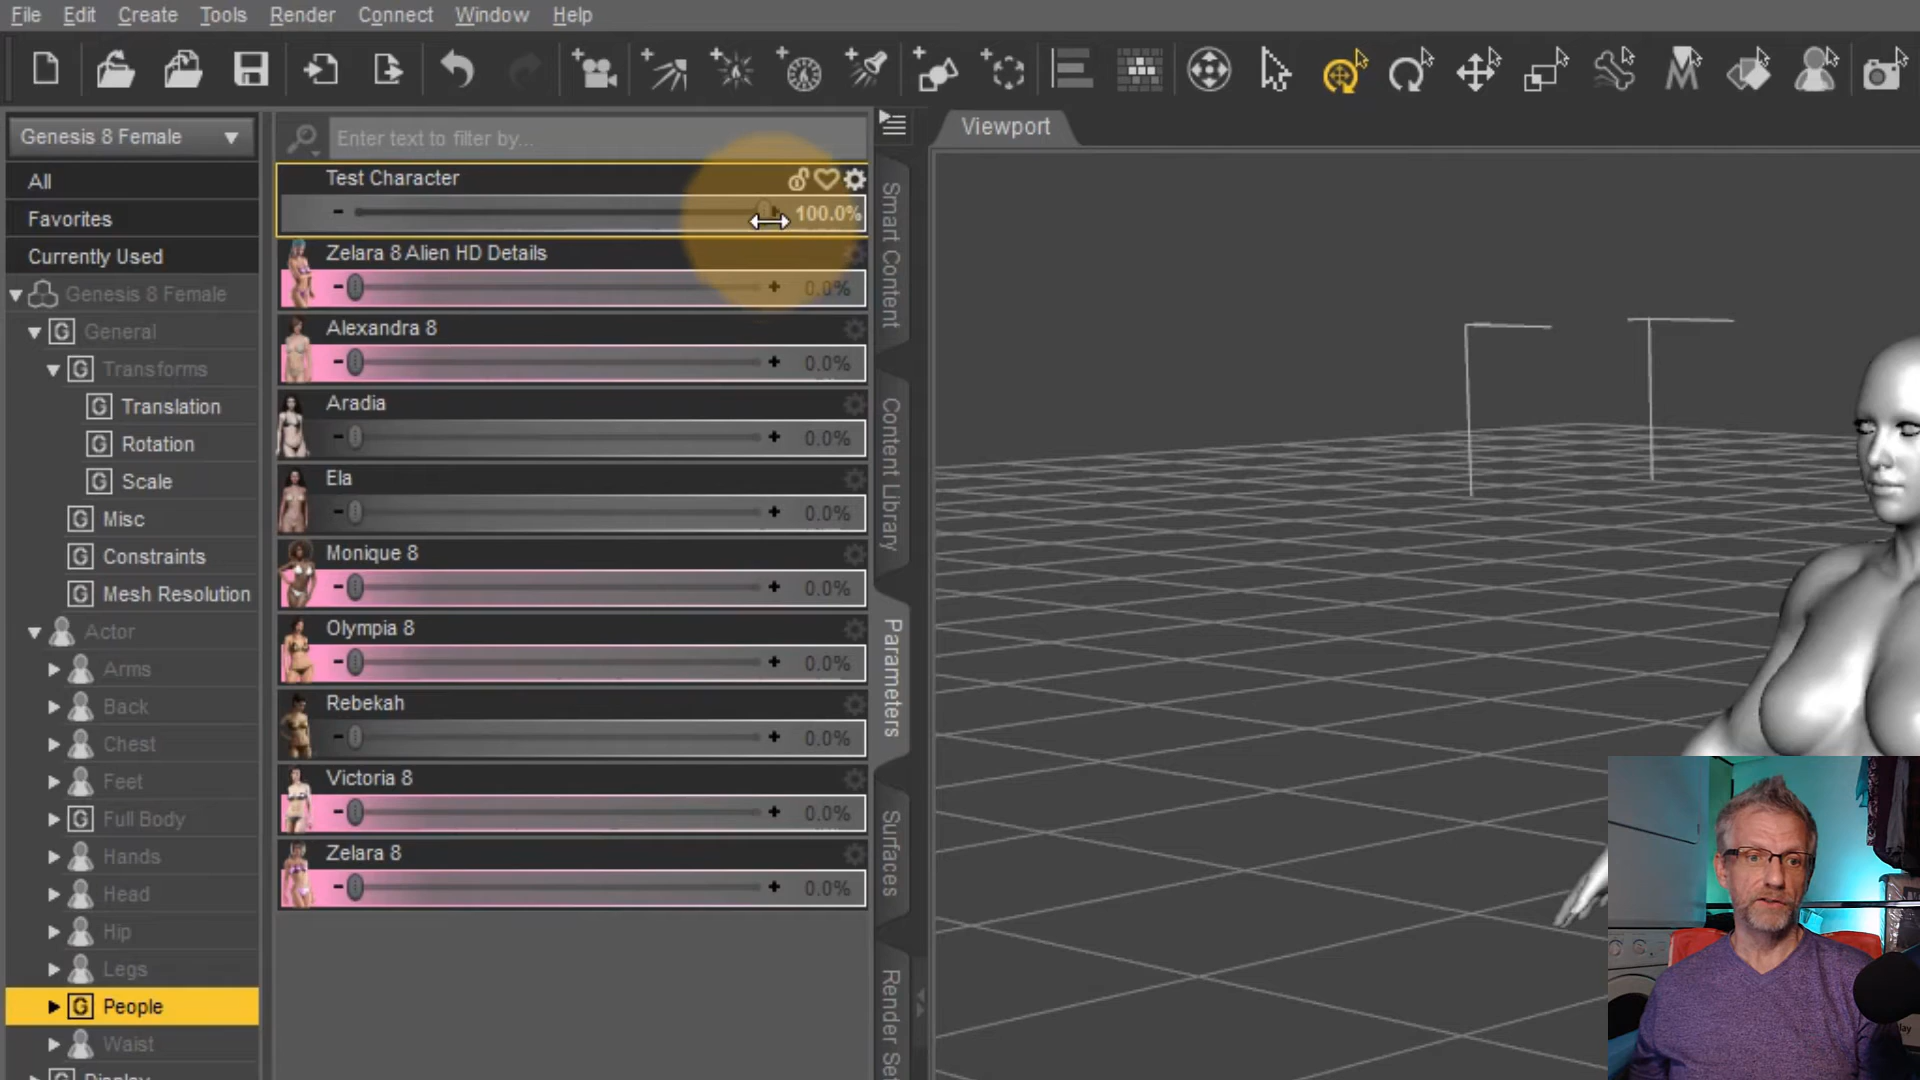 File Edit Create Tools Render Connect Window Help
Genesis 8 Female
All
Favorites
Currently Used
Genesis 8 Female
General
Transforms
Translation
Rotation
Scale
Misc
Constraints
Mesh Resolution
Actor
Arms
Back
Chest
Feet
Full Body
Hands
Head
Hip
Legs
People
Waist
Display
Enter text to filter by...
Test Character
100.0%
Zelara 8 Alien HD Details
0.0%
Alexandra 8
0.0%
Aradia
0.0%
Ela
0.0%
Monique 8
0.0%
Olympia 8
0.0%
Rebekah
0.0%
Victoria 8
0.0%
Zelara 8
0.0%
Smart Content
Content Library
Parameters
Surfaces
Render Se
Viewport